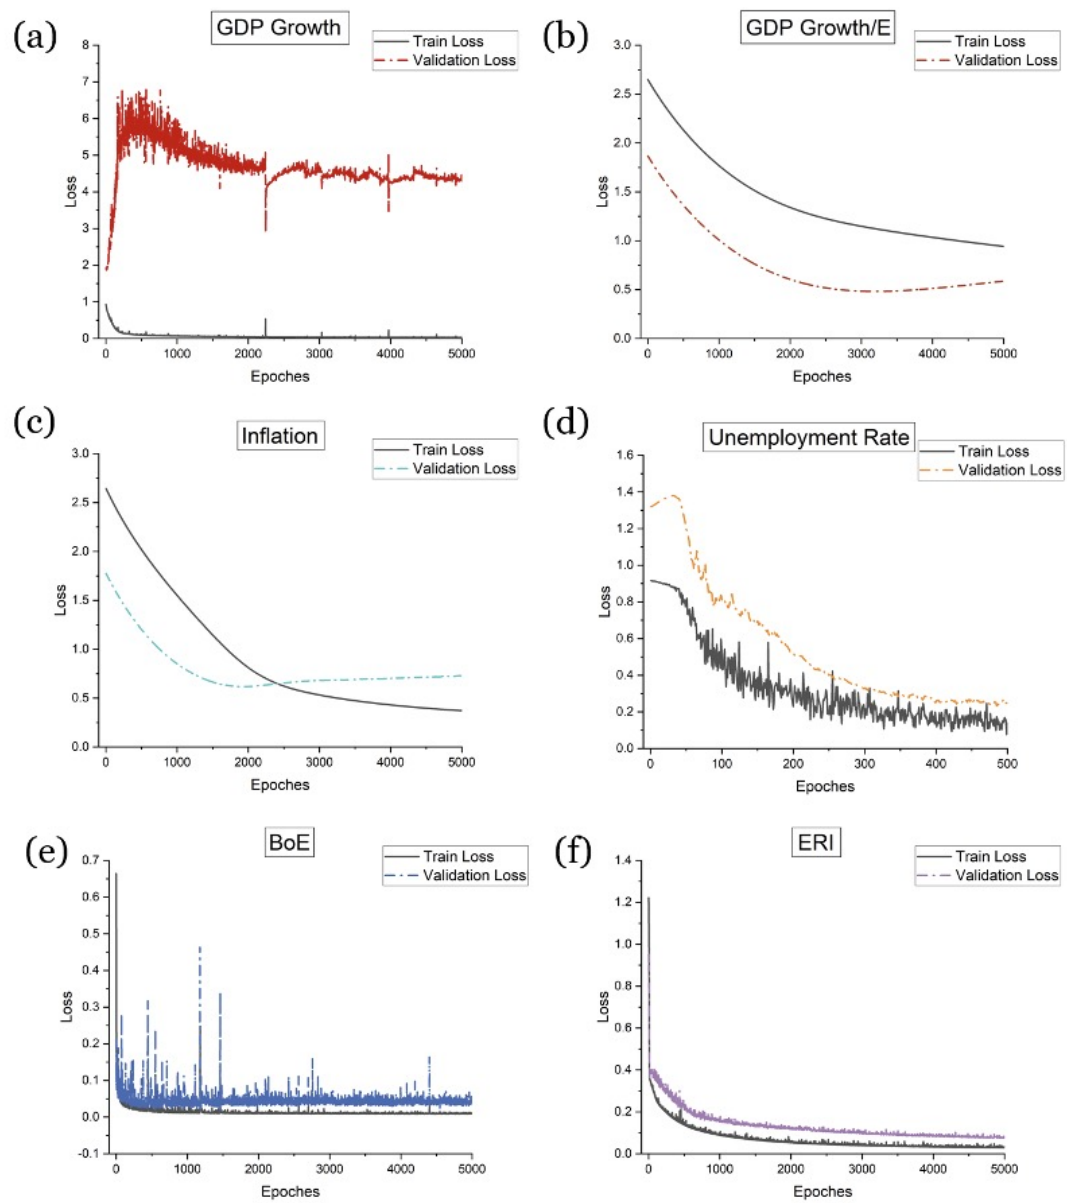 (a)
GDP Growth
Train Loss
Validation Loss
8
7
6
5
4
3
2
1
0
Loss
0 1000 2000 3000 4000 5000
Epoches
(b)
GDP Growth/E
Train Loss
Validation Loss
3.0
2.5
2.0
1.5
1.0
0.5
0.0
Loss
0 1000 2000 3000 4000 5000
Epoches
(c)
Inflation
Train Loss
Validation Loss
3.0
2.5
2.0
1.5
1.0
0.5
0.0
Loss
0 1000 2000 3000 4000 5000
Epoches
(d)
Unemployment Rate
Train Loss
Validation Loss
1.6
1.4
1.2
1.0
0.8
0.6
0.4
0.2
0.0
Loss
0 100 200 300 400 500
Epoches
(e)
BoE
Train Loss
Validation Loss
0.7
0.6
0.5
0.4
0.3
0.2
0.1
0.0
-0.1
Loss
0 1000 2000 3000 4000 5000
Epoches
(f)
ERI
Train Loss
Validation Loss
1.4
1.2
1.0
0.8
0.6
0.4
0.2
0.0
Loss
0 1000 2000 3000 4000 5000
Epoches